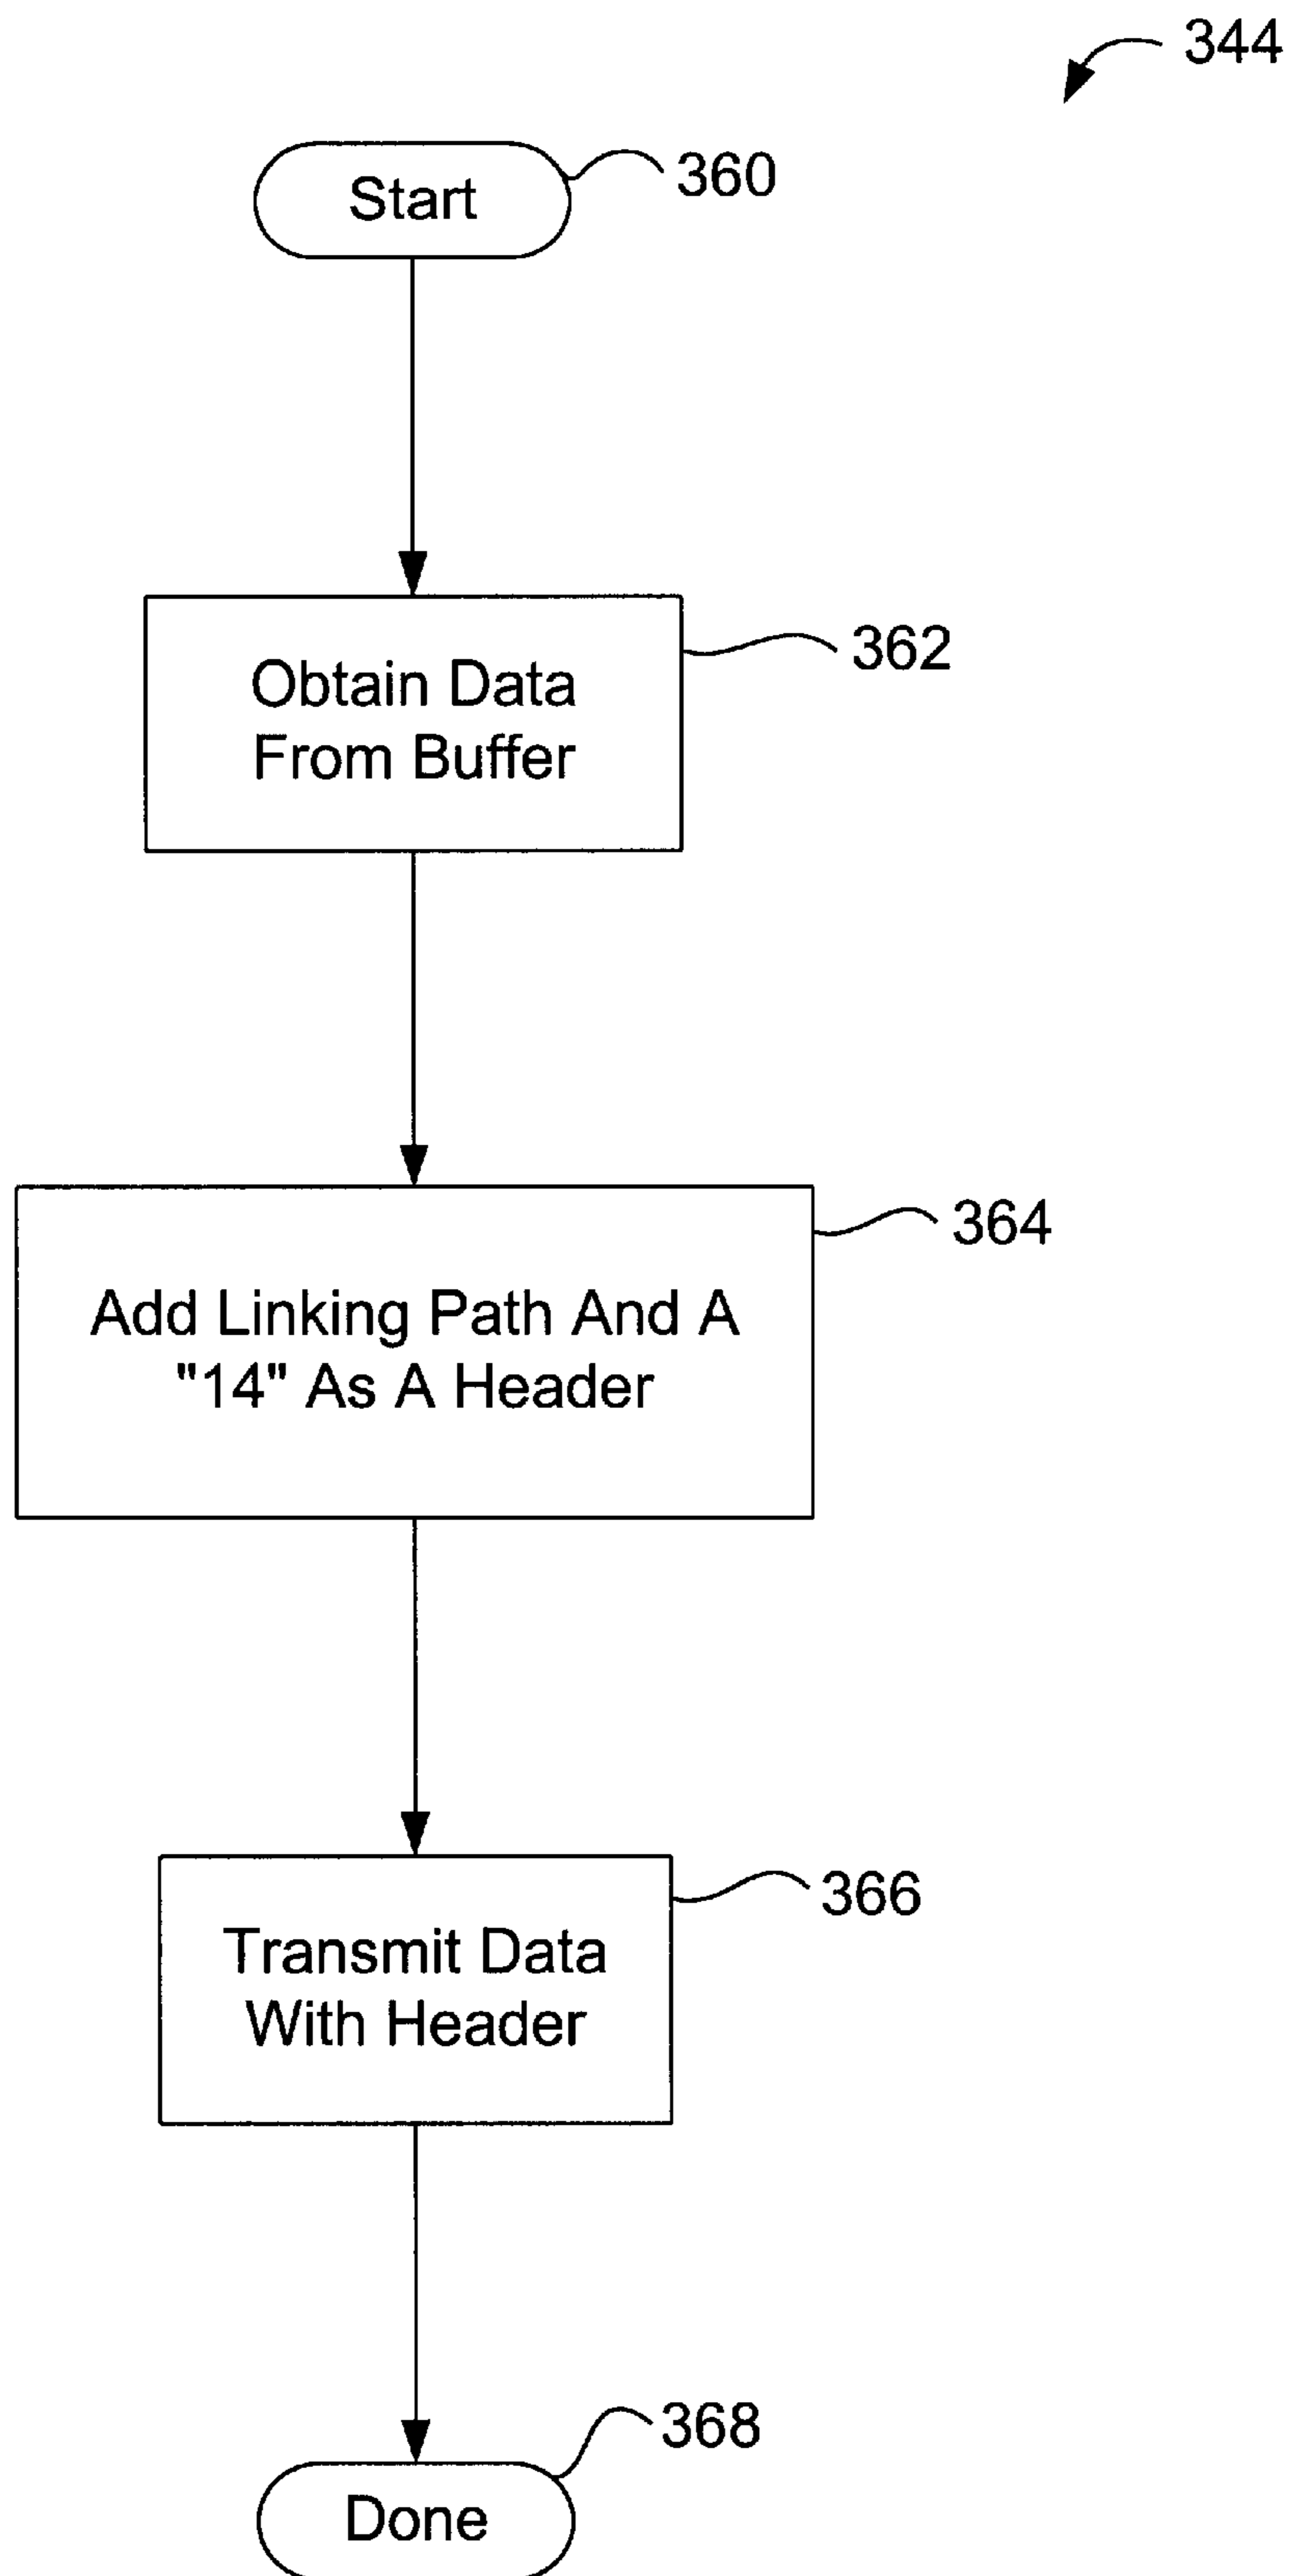 344
Start
360
Obtain Data
From Buffer
362
Add Linking Path And A
"14" As A Header
364
Transmit Data
With Header
366
Done
368